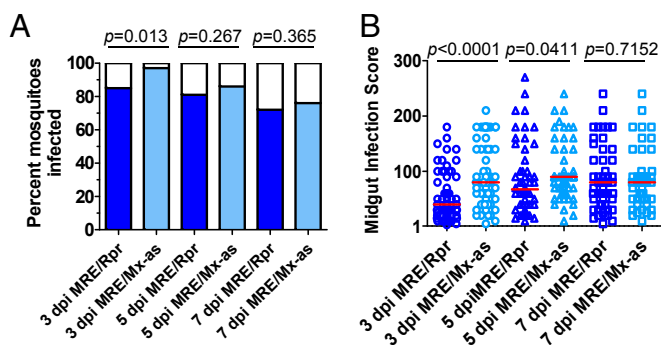 A
p=0.013 p=0.267 p=0.365
Percent mosquitoes
infected
100
80
60
40
20
0
3 dpi MRE/Rpr
3 dpi MRE/Mx-as
5 dpi MRE/Rpr
5 dpi MRE/Mx-as
7 dpi MRE/Rpr
7 dpi MRE/Mx-as
B
p<0.0001 p=0.0411 p=0.7152
Midgut Infection Score
300
200
100
1
3 dpi MRE/Rpr
3 dpi MRE/Mx-as
5 dpiMRE/Rpr
5 dpi MRE/Mx-as
7 dpi MRE/Rpr
7 dpi MRE/Mx-as